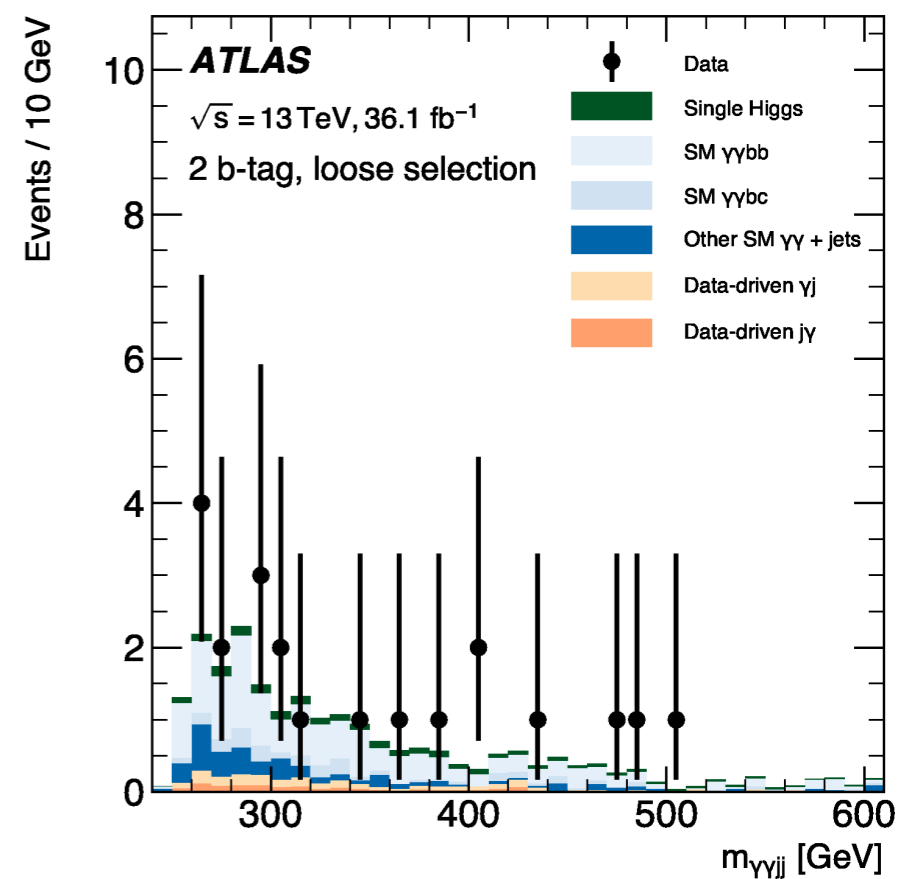 Events / 10 GeV
10
8
6
4
2
0
ATLAS
√s = 13 TeV, 36.1 fb⁻¹
2 b-tag, loose selection
Data
Single Higgs
SM γγbb
SM γγbc
Other SM γγ + jets
Data-driven γj
Data-driven jγ
300 400 500 600
m_γγjj [GeV]